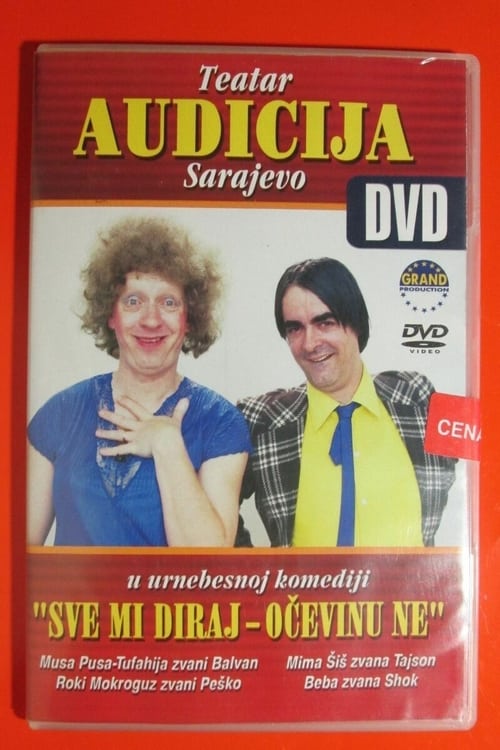 Teatar
AUDICIJA
Sarajevo
DVD
GRAND
PRODUCTION
DVD
VIDEO
CENA
u urnebesnoj komediji
"SVE MI DIRAJ - OČEVINU NE"
Musa Pusa-Tufahija zvani Balvan
Mima Šiš zvana Tajson
Roki Mokroguz zvani Peško
Beba zvana Shok